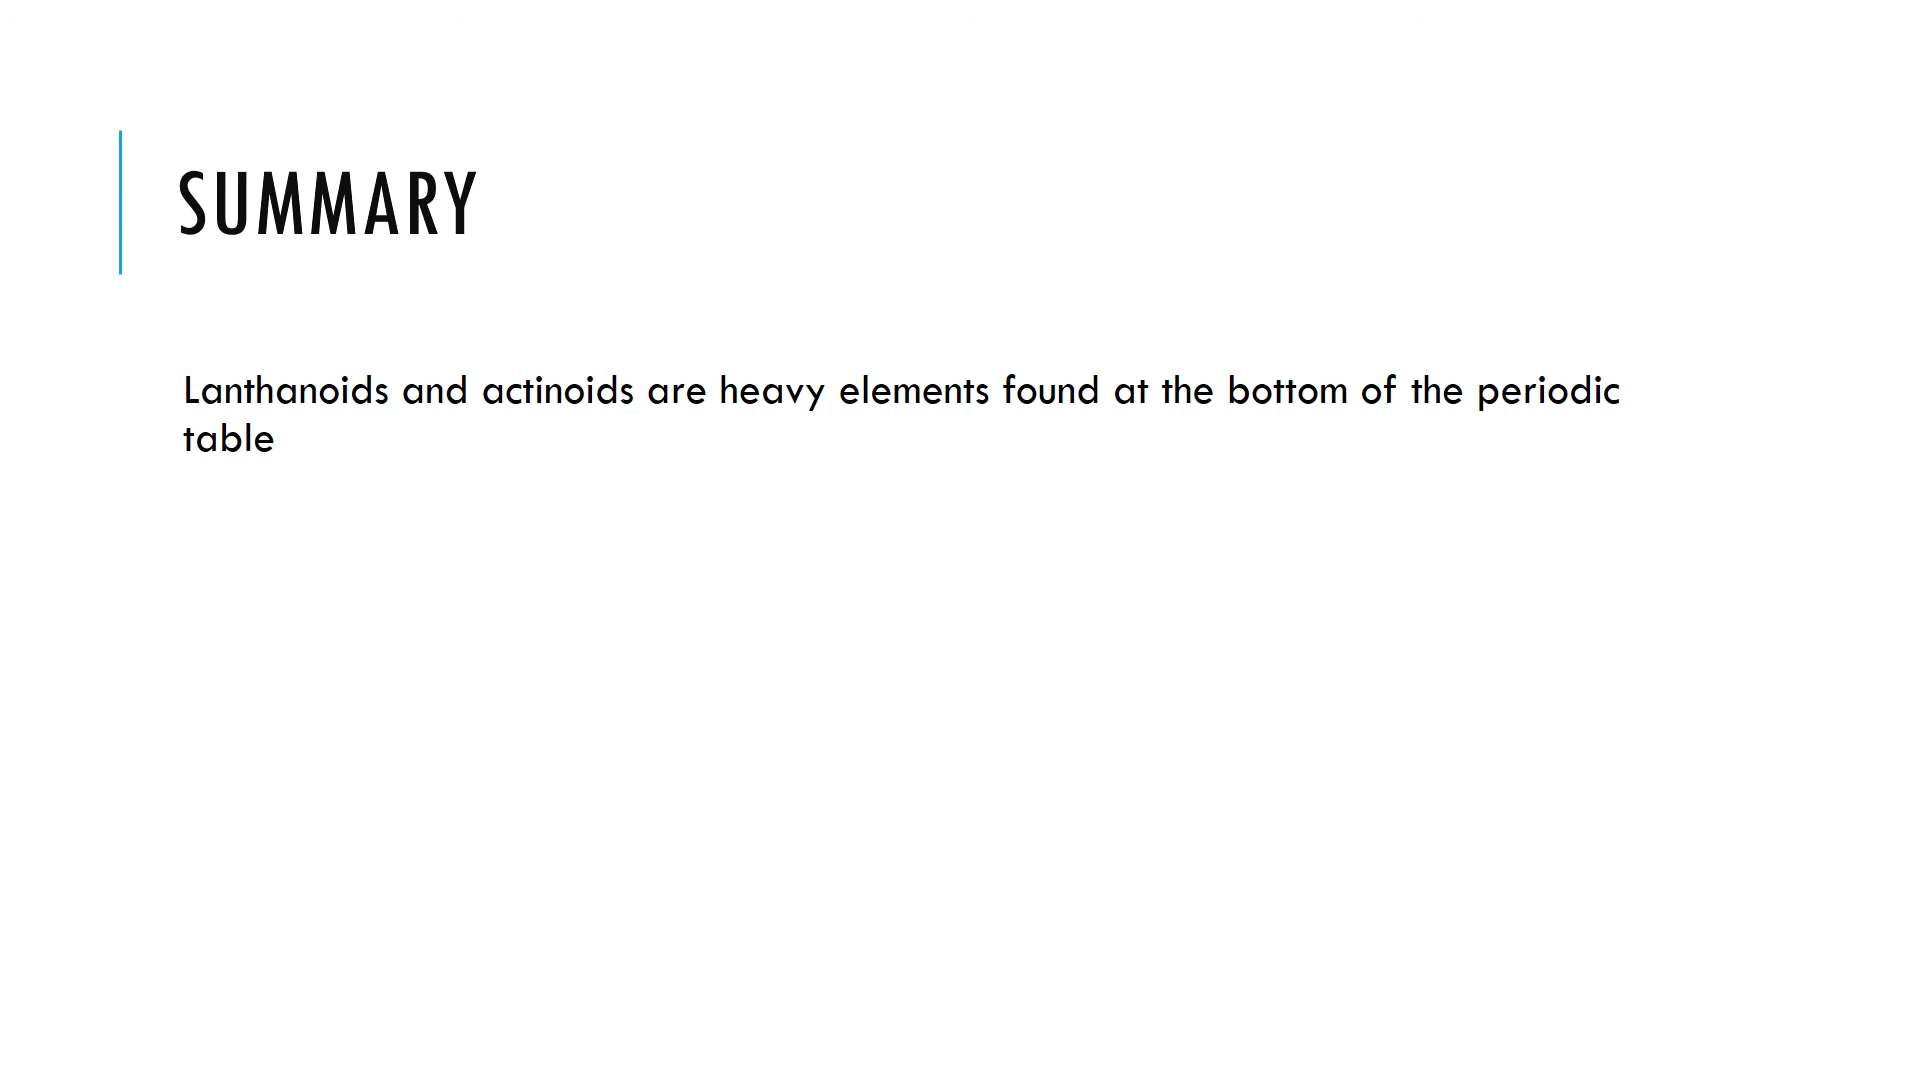 SUMMARY
Lanthanoids and actinoids are heavy elements found at the bottom of the periodic
table